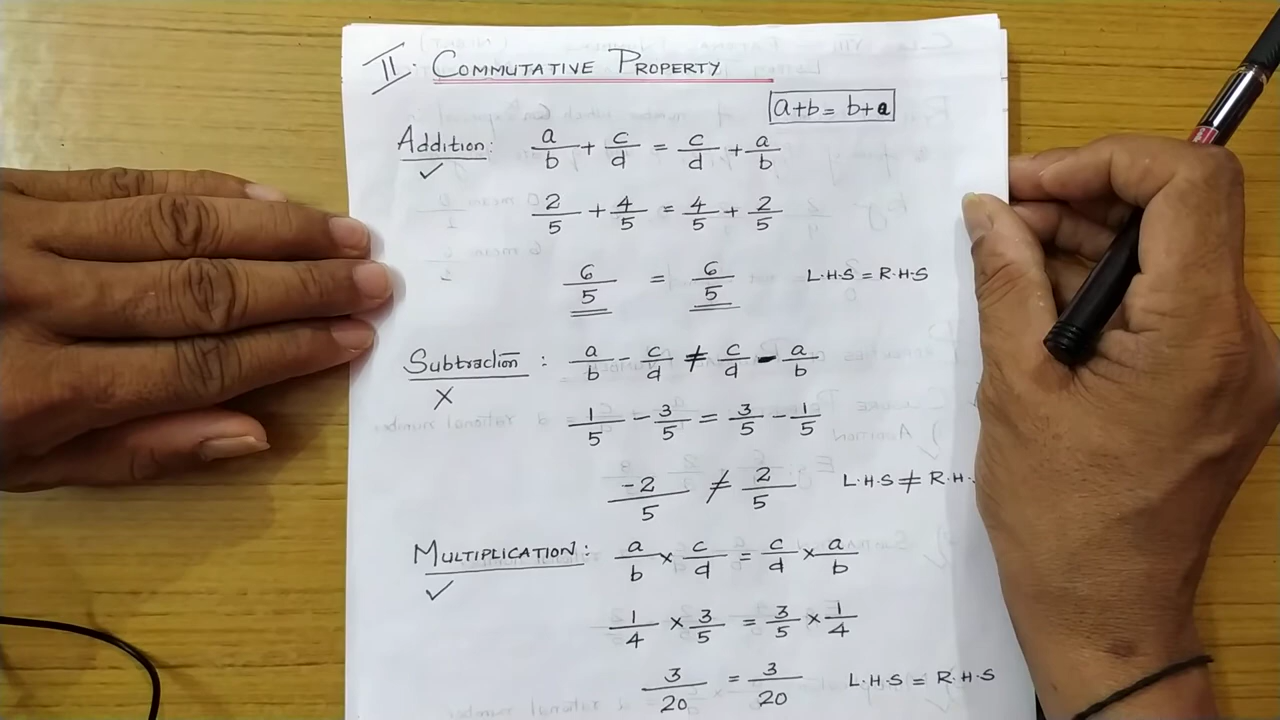 II. COMMUTATIVE PROPERTY
a+b = b+a
Addition: a/b + c/d = c/d + a/b
✓
2/5 + 4/5 = 4/5 + 2/5
6/5 = 6/5 L.H.S = R.H.S
Subtraction : a/b - c/d ≠ c/d - a/b
X
1/5 - 3/5 = 3/5 - 1/5
-2/5 ≠ 2/5 L.H.S ≠ R.H.
MULTIPLICATION: a/b × c/d = c/d × a/b
✓
1/4 × 3/5 = 3/5 × 1/4
3/20 = 3/20 L.H.S = R.H.S